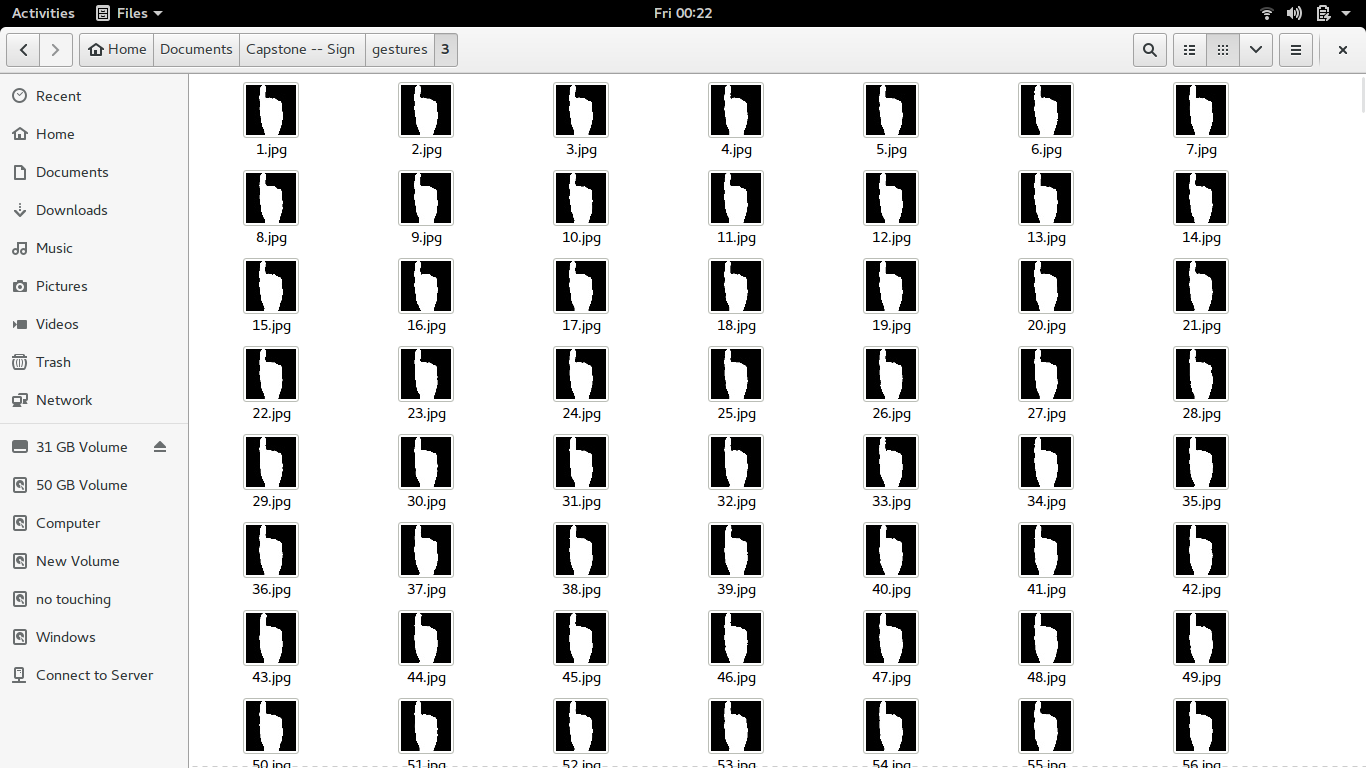 Activities Files Fri 00:22
Home Documents Capstone -- Sign gestures 3
Recent
Home
Documents
Downloads
Music
Pictures
Videos
Trash
Network
31 GB Volume
50 GB Volume
Computer
New Volume
no touching
Windows
Connect to Server
1.jpg 2.jpg 3.jpg 4.jpg 5.jpg 6.jpg 7.jpg
8.jpg 9.jpg 10.jpg 11.jpg 12.jpg 13.jpg 14.jpg
15.jpg 16.jpg 17.jpg 18.jpg 19.jpg 20.jpg 21.jpg
22.jpg 23.jpg 24.jpg 25.jpg 26.jpg 27.jpg 28.jpg
29.jpg 30.jpg 31.jpg 32.jpg 33.jpg 34.jpg 35.jpg
36.jpg 37.jpg 38.jpg 39.jpg 40.jpg 41.jpg 42.jpg
43.jpg 44.jpg 45.jpg 46.jpg 47.jpg 48.jpg 49.jpg
50.jpg 51.jpg 52.jpg 53.jpg 54.jpg 55.jpg 56.jpg